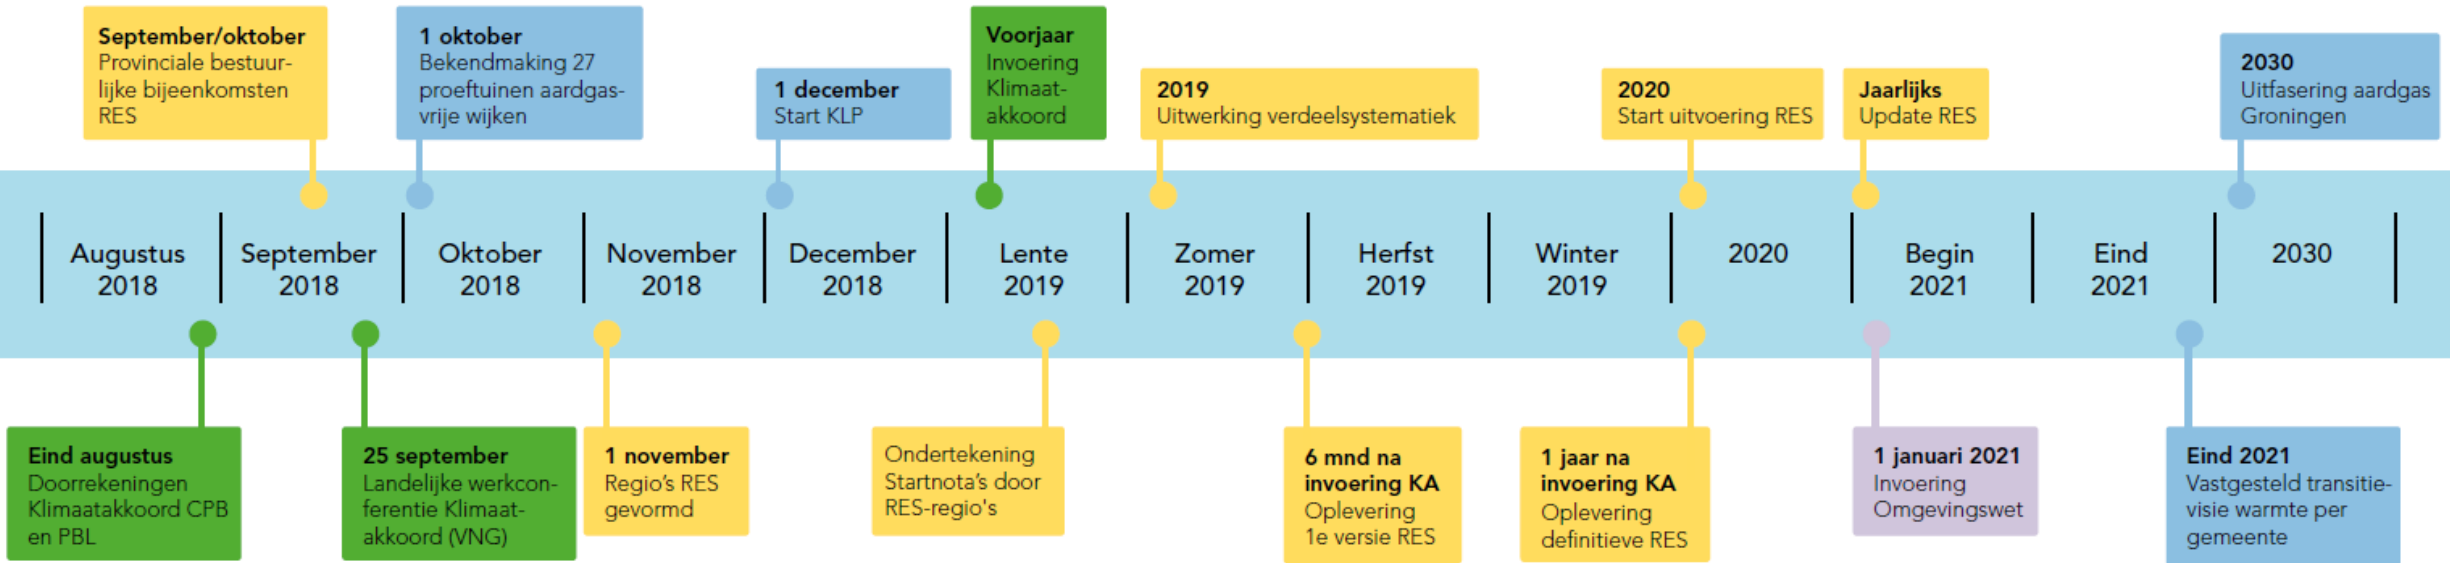 September/oktober
Provinciale bestuur-
lijke bijeenkomsten
RES
1 oktober
Bekendmaking 27
proeftuinen aardgas-
vrije wijken
1 december
Start KLP
Voorjaar
Invoering
Klimaat-
akkoord
2019
Uitwerking verdeelsystematiek
2020
Start uitvoering RES
Jaarlijks
Update RES
2030
Uitfasering aardgas
Groningen
Augustus
2018
September
2018
Oktober
2018
November
2018
December
2018
Lente
2019
Zomer
2019
Herfst
2019
Winter
2019
2020
Begin
2021
Eind
2021
2030
Eind augustus
Doorrekeningen
Klimaatakkoord CPB
en PBL
25 september
Landelijke werkcon-
ferentie Klimaat-
akkoord (VNG)
1 november
Regio's RES
gevormd
Ondertekening
Startnota's door
RES-regio's
6 mnd na
invoering KA
Oplevering
1e versie RES
1 jaar na
invoering KA
Oplevering
definitieve RES
1 januari 2021
Invoering
Omgevingswet
Eind 2021
Vastgesteld transitie-
visie warmte per
gemeente